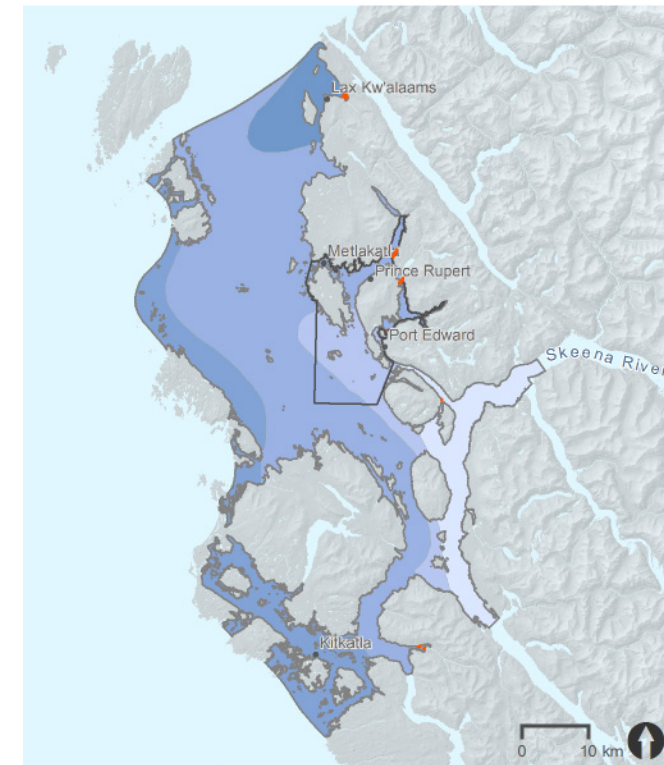 Lax Kw'alaams
Metlakatla
Prince Rupert
Port Edward
Skeena River
Kitkatla
0 10 km